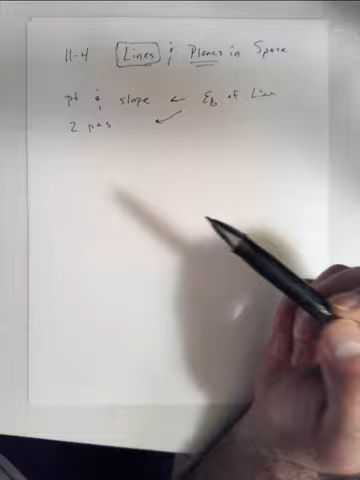 11-4 Lines & Planes in Space
pt & slope ← Eq of Line
2 pts ↙